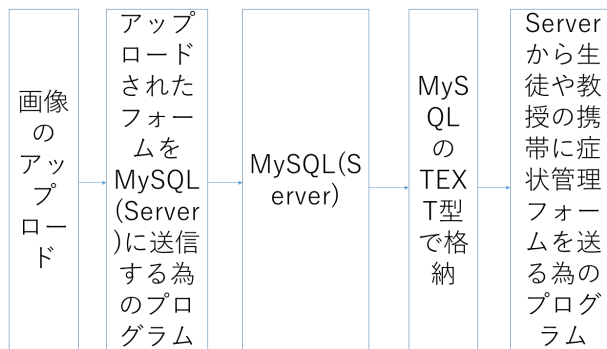 画像
の
アッ
プ
ロー
ド
アップ
ロード
された
フォー
ムを
MySQL
(Server
)に送信
する為
のプロ
グラム
MySQL(S
erver)
MyS
QL
の
TEX
T型
で格
納
Server
から生
徒や教
授の携
帯に症
状管理
フォー
ムを送
る為の
プログ
ラム